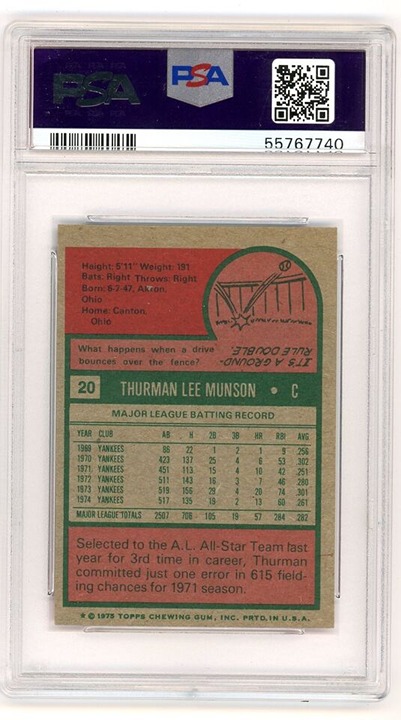 PSA
PSA
55767740
Height: 5'11" Weight: 191
Bats: Right Throws: Right
Born: 6-7-47, Akron,
Ohio
Home: Canton,
Ohio
What happens when a drive
bounces over the fence?
IT'S A GROUND-
RULE DOUBLE.
20 THURMAN LEE MUNSON • C
MAJOR LEAGUE BATTING RECORD
YEAR CLUB AB H 2B 3B HR RBI AVG
1969 YANKEES 86 22 1 1 9 .256
1970 YANKEES 423 137 25 4 6 53 .302
1971 YANKEES 451 113 15 4 10 42 .251
1972 YANKEES 511 143 16 3 7 46 .280
1973 YANKEES 519 156 29 4 20 74 .301
1974 YANKEES 517 135 19 2 13 60 .261
MAJOR LEAGUE TOTALS 2507 706 105 19 57 284 .282
Selected to the A.L. All-Star Team last
year for 3rd time in career, Thurman
committed just one error in 615 field-
ing chances for 1971 season.
★ © 1975 TOPPS CHEWING GUM, INC. PRTD. IN U.S.A.